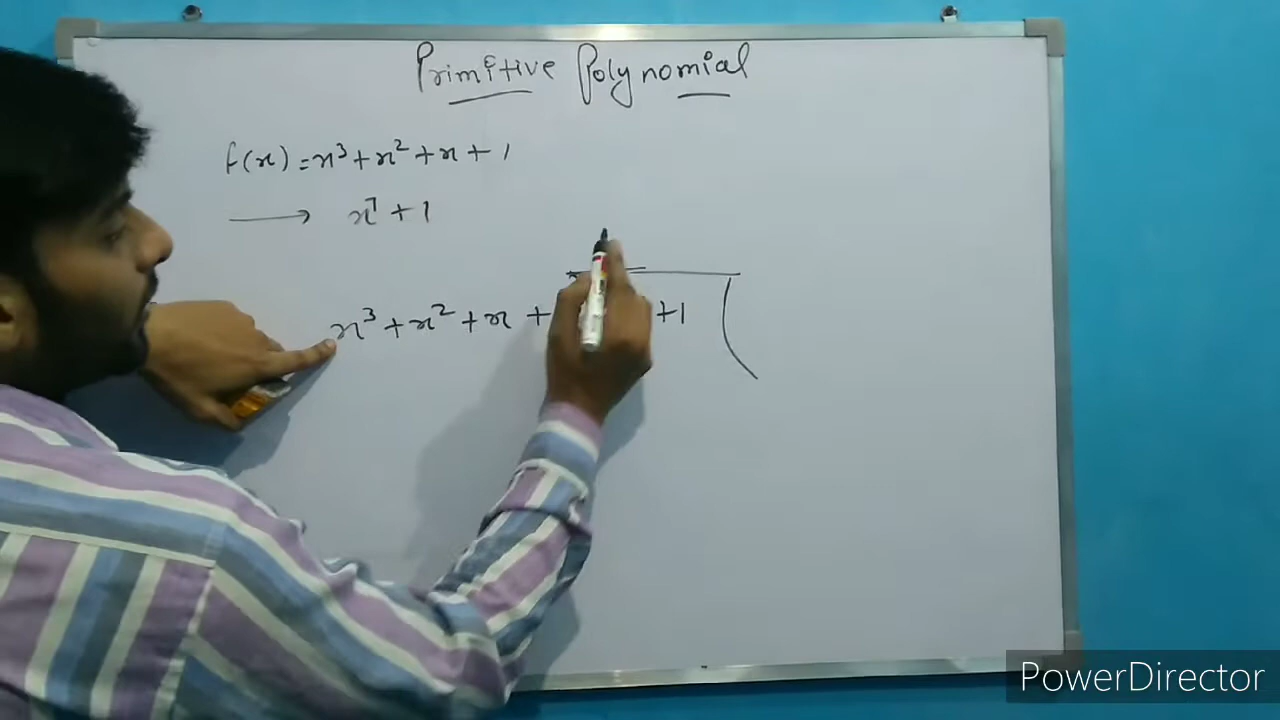 Primitive Polynomial
f(x) = x³ + x² + x + 1
⟶ x⁷ + 1
x³ + x² + x + +1
PowerDirector